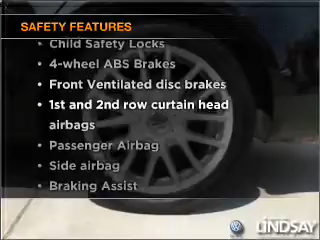 SAFETY FEATURES
• Child Safety Locks
• 4-wheel ABS Brakes
• Front Ventilated disc brakes
• 1st and 2nd row curtain head
airbags
• Passenger Airbag
• Side airbag
• Braking Assist
LINDSAY